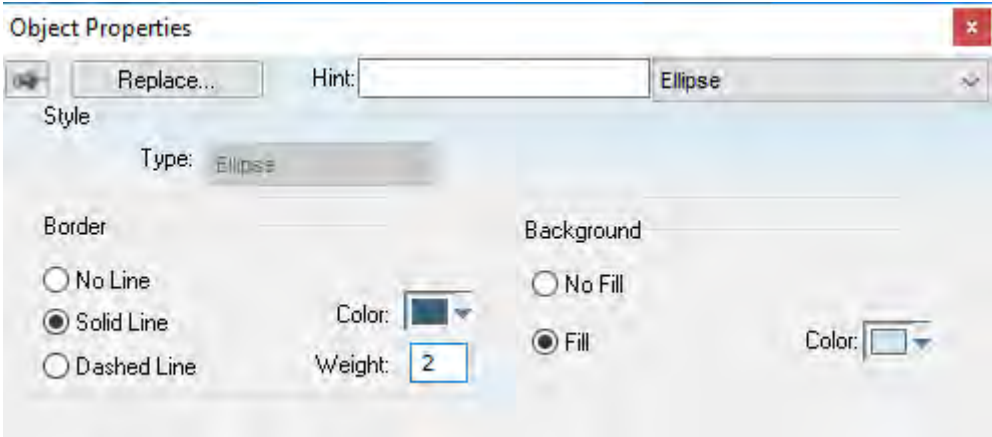 Object Properties
x
Replace... Hint: Ellipse
Style
Type: Ellipse
Border
Background
No Line
No Fill
Solid Line Color:
Fill Color:
Dashed Line Weight: 2